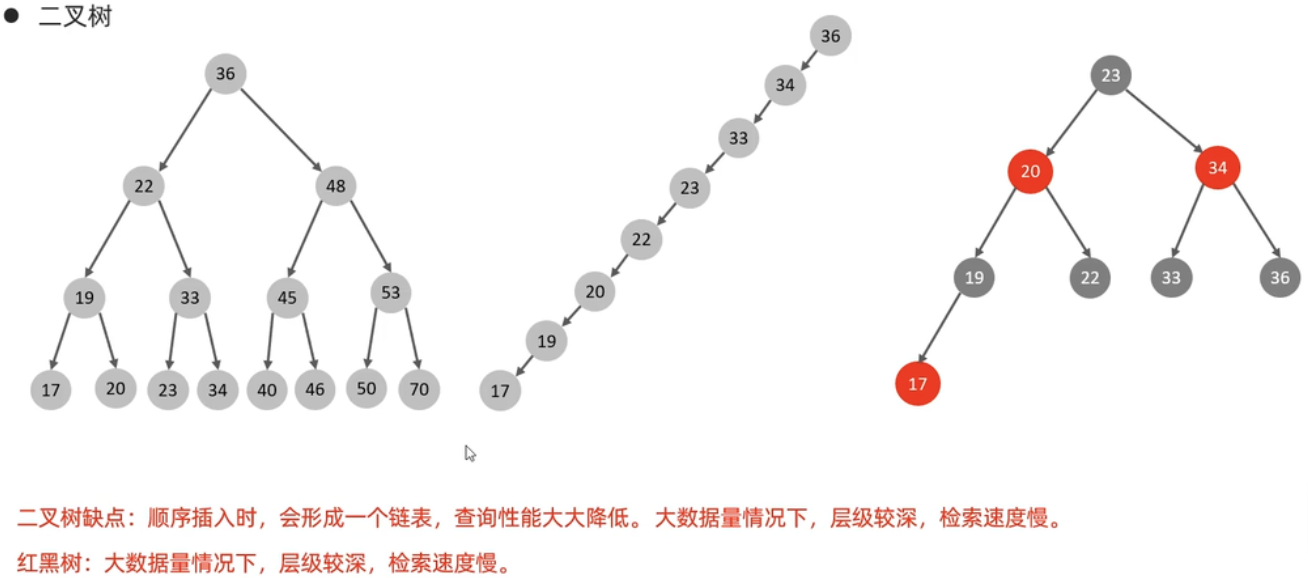 ● 二叉树
36
22 48
19 33 45 53
17 20 23 34 40 46 50 70
36
34
33
23
22
20
19
17
23
20 34
19 22 33 36
17
二叉树缺点：顺序插入时，会形成一个链表，查询性能大大降低。大数据量情况下，层级较深，检索速度慢。
红黑树：大数据量情况下，层级较深，检索速度慢。